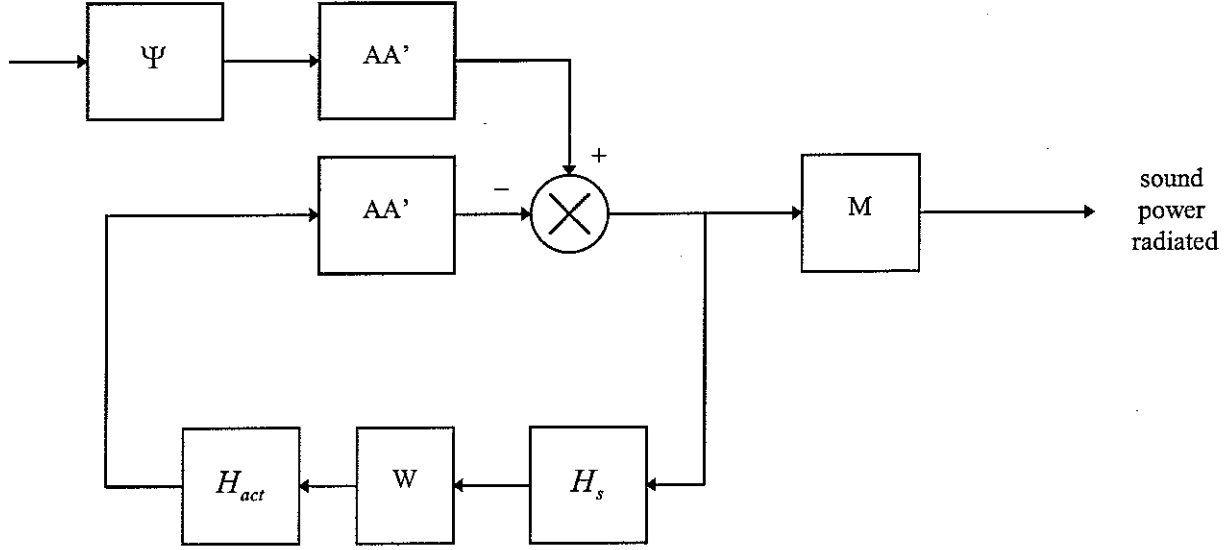 Ψ
AA’
+
AA’
−
M
sound
power
radiated
H_act
W
H_s